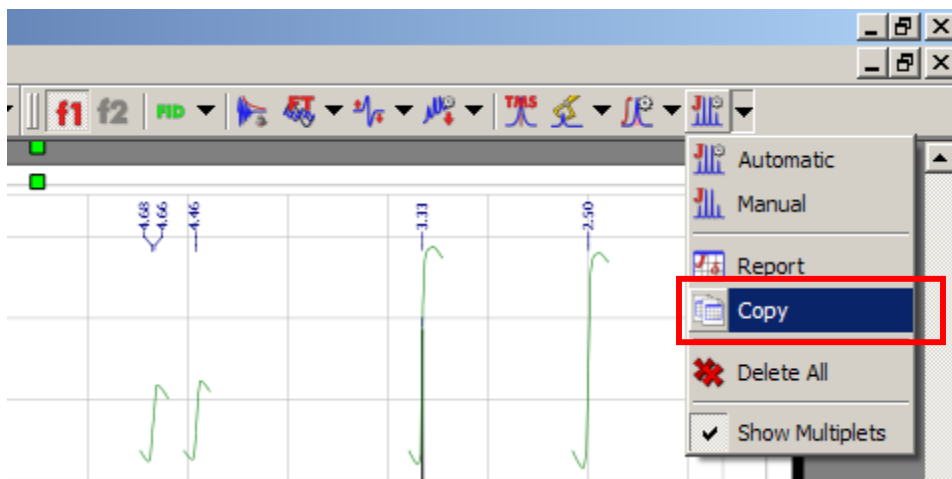 f1 f2 FID FT TMS J
J Automatic
J Manual
J Report
Copy
Delete All
Show Multiplets
4.68
4.66
4.46
3.33
2.50